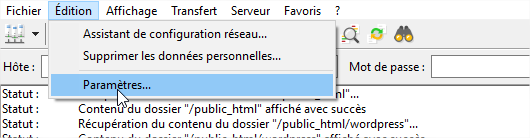 Fichier Édition Affichage Transfert Serveur Favoris ?
Assistant de configuration réseau...
Supprimer les données personnelles...
Hôte : Mot de passe :
Paramètres...
Statut :
Statut : Contenu du dossier "/public_html" affiché avec succès
Statut : Récupération du contenu du dossier "/public_html/wordpress"...
Statut : Contenu du dossier "/public_html/wordpress" affiché avec succès